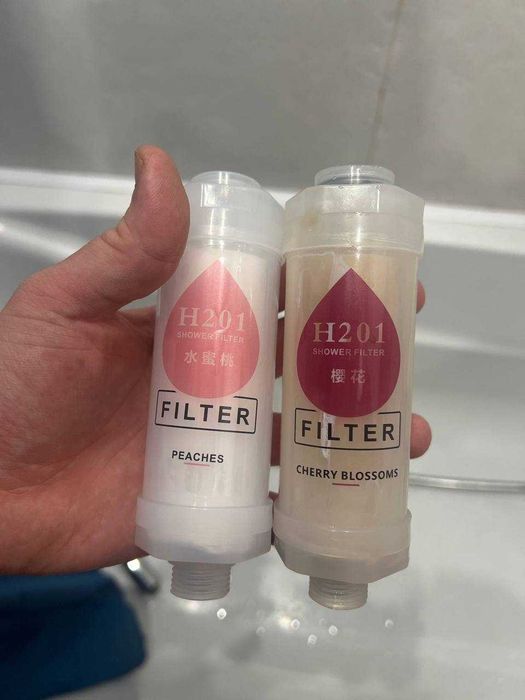 H201
SHOWER FILTER
水蜜桃
FILTER
PEACHES
H201
SHOWER FILTER
樱花
FILTER
CHERRY BLOSSOMS